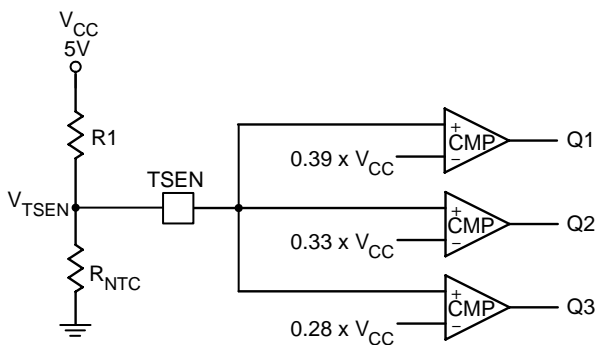 VCC
5V
R1
TSEN
VTSEN
RNTC
0.39 x VCC
+
−
CMP
Q1
0.33 x VCC
+
−
CMP
Q2
0.28 x VCC
+
−
CMP
Q3